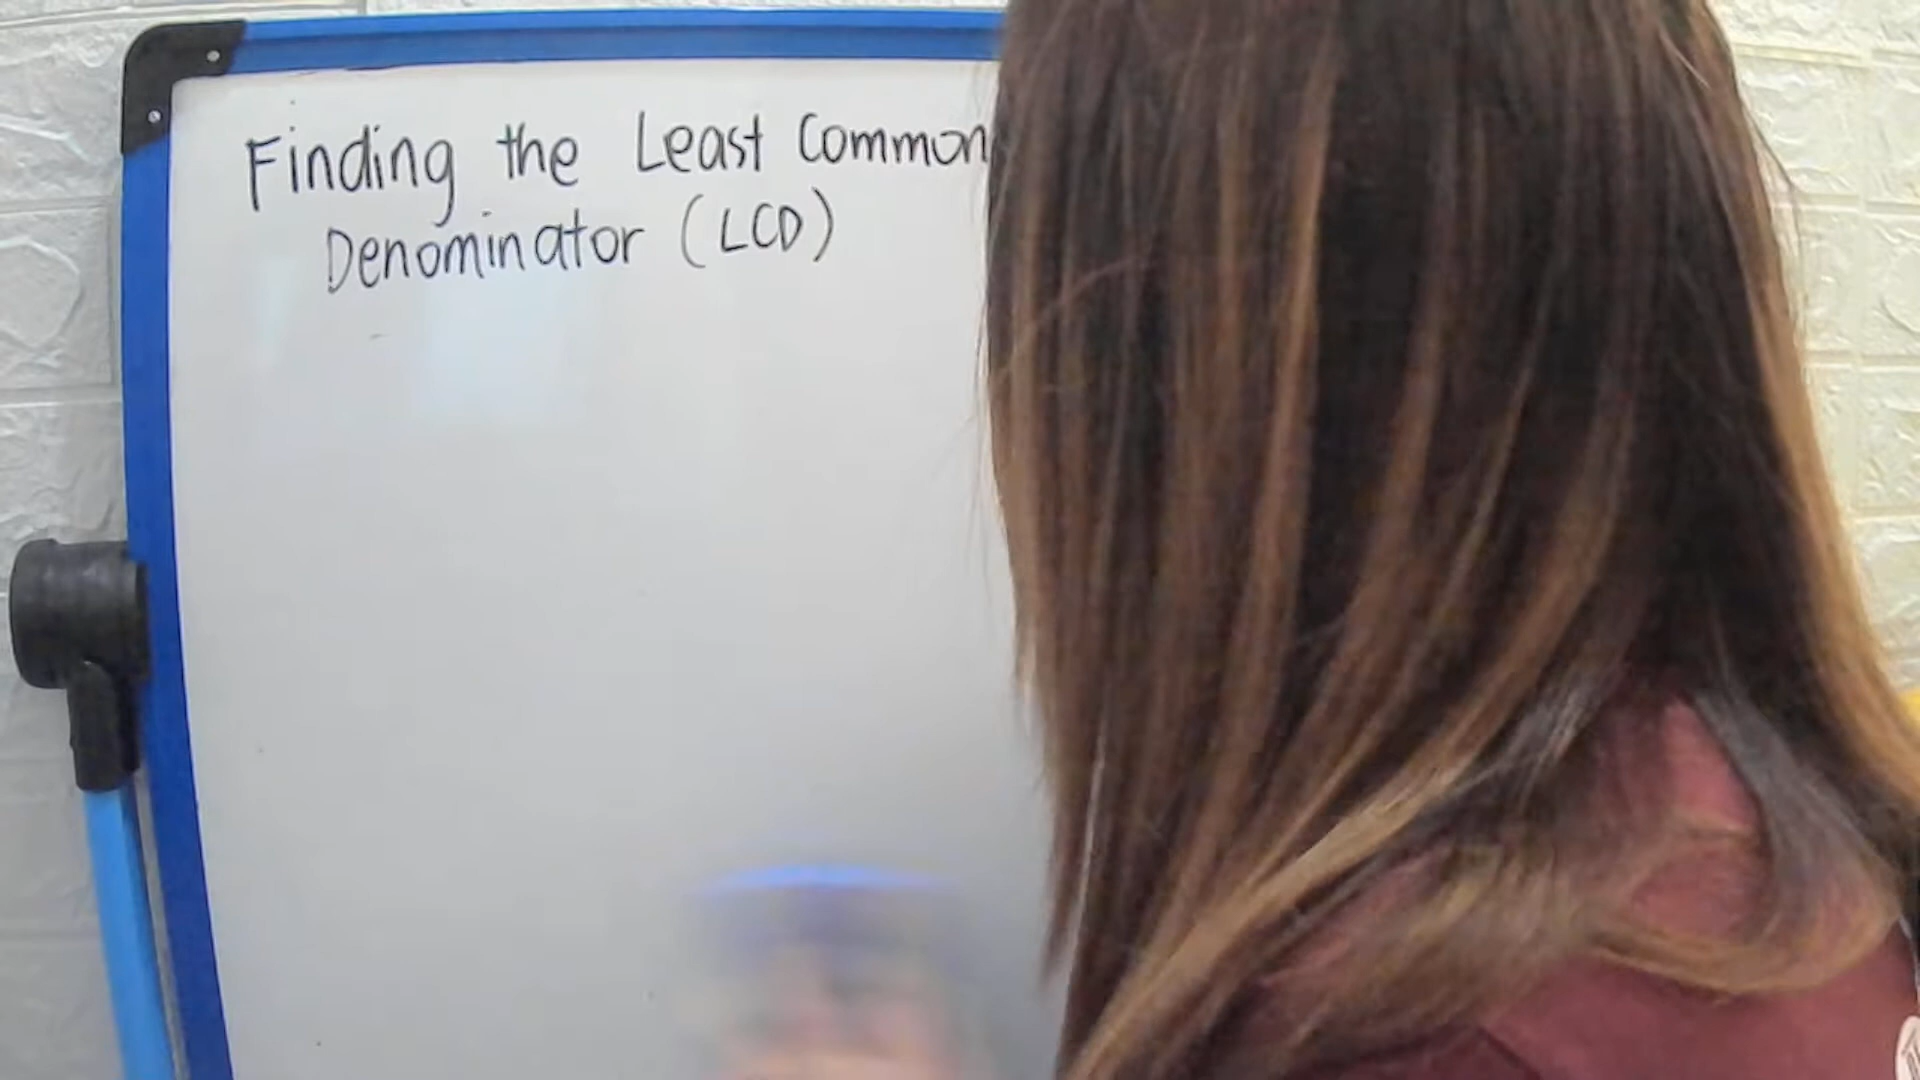 Finding the Least Common
Denominator (LCD)